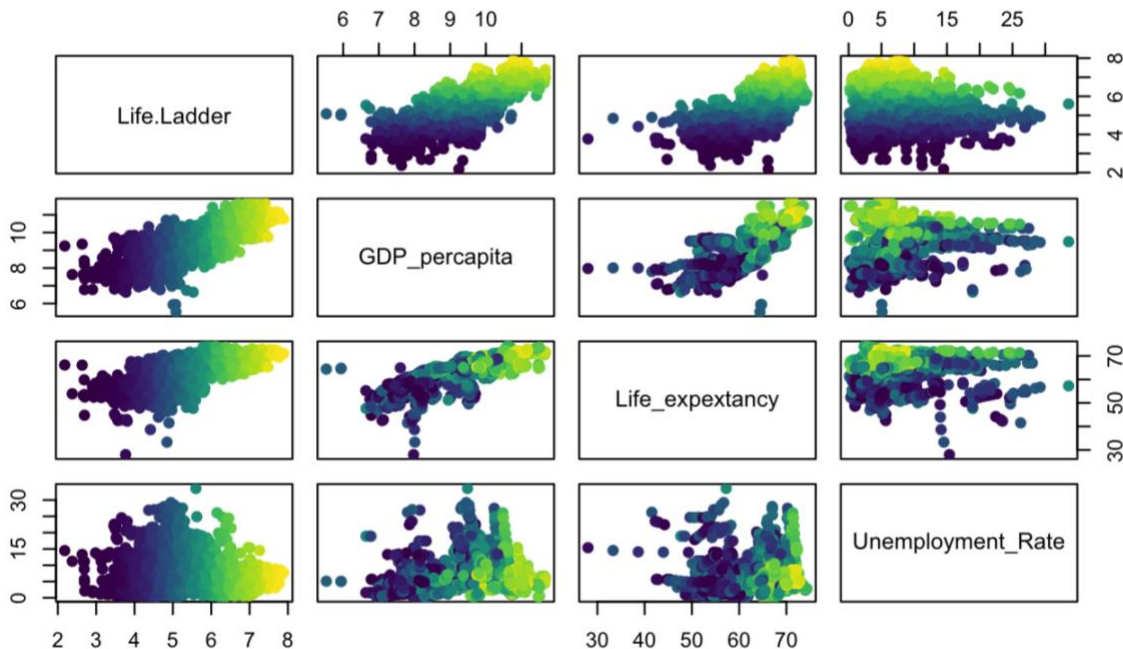 6 7 8 9 10
0 5 15 25
Life.Ladder
2 4 6 8
6 8 10
GDP_percapita
Life_expextancy
30 50 70
0 15 30
Unemployment_Rate
2 3 4 5 6 7 8
30 40 50 60 70